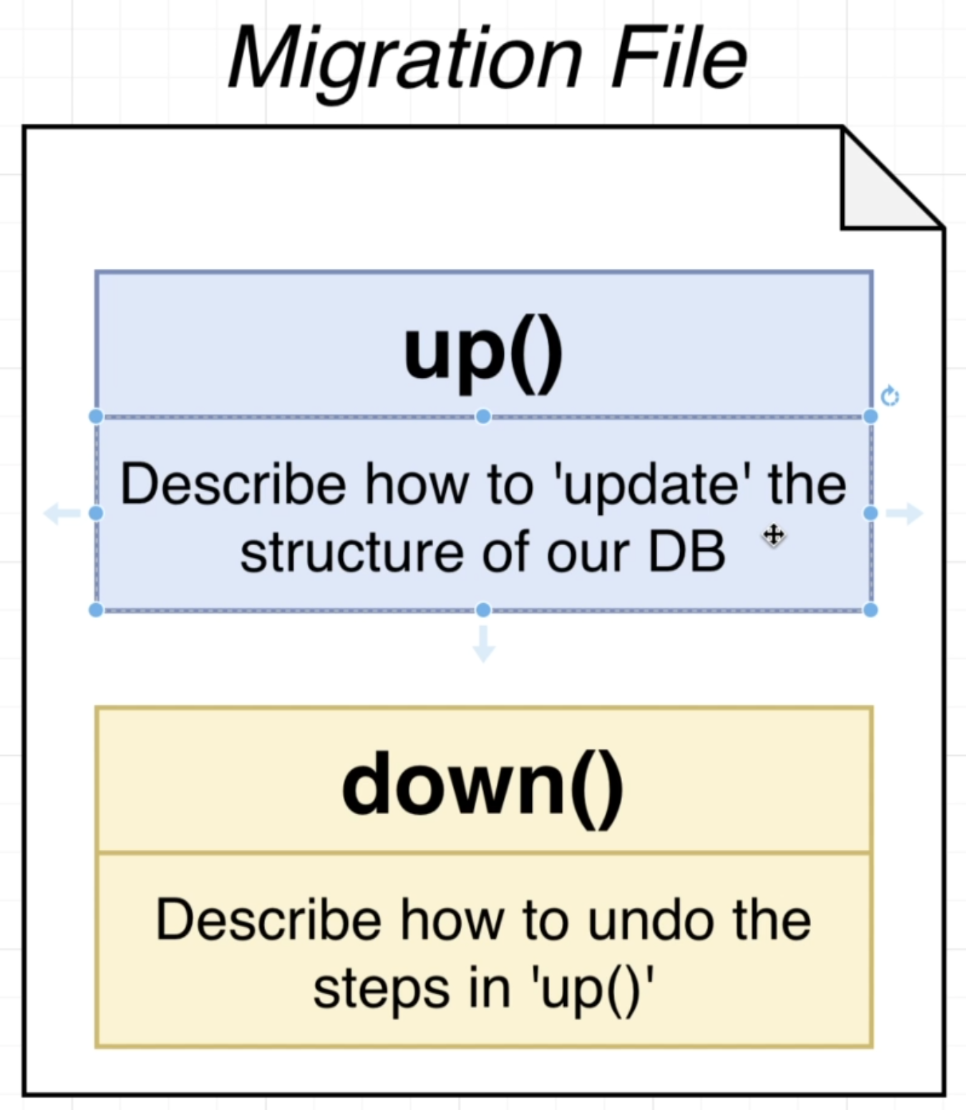 Migration File
up()
Describe how to 'update' the
structure of our DB
down()
Describe how to undo the
steps in 'up()'